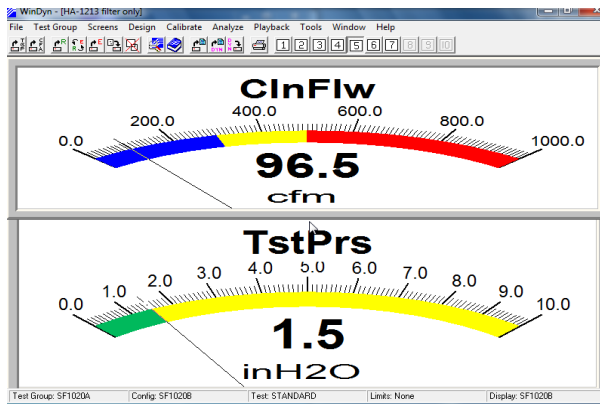 WinDyn - [HA-1213 filter only]
File Test Group Screens Design Calibrate Analyze Playback Tools Window Help
1 2 3 4 5 6 7 8 9 10
ClnFlw
0.0 200.0 400.0 600.0 800.0 1000.0
96.5
cfm
TstPrs
0.0 1.0 2.0 3.0 4.0 5.0 6.0 7.0 8.0 9.0 10.0
1.5
inH2O
Test Group: SF1020A Config: SF1020B Test: STANDARD Limits: None Display: SF1020B